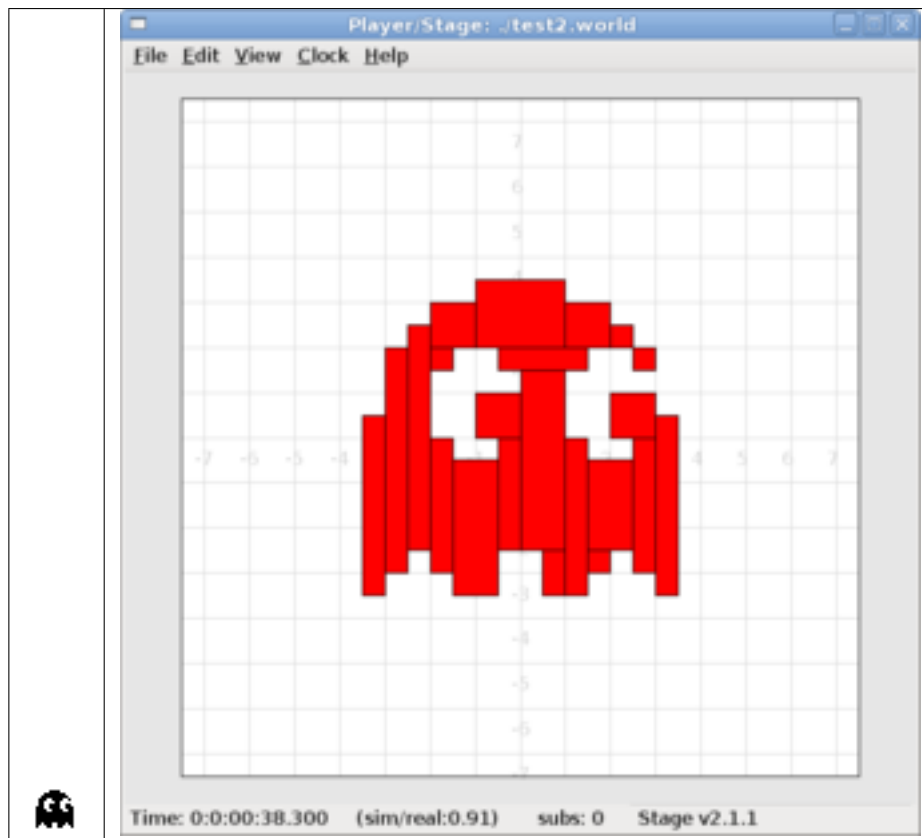 Player/Stage: ./test2.world
File Edit View Clock Help
7
6
5
4
-7 -6 -5 -4 4 5 6 7
-3
-4
-5
-6
-7
Time: 0:0:00:38.300 (sim/real:0.91) subs: 0 Stage v2.1.1